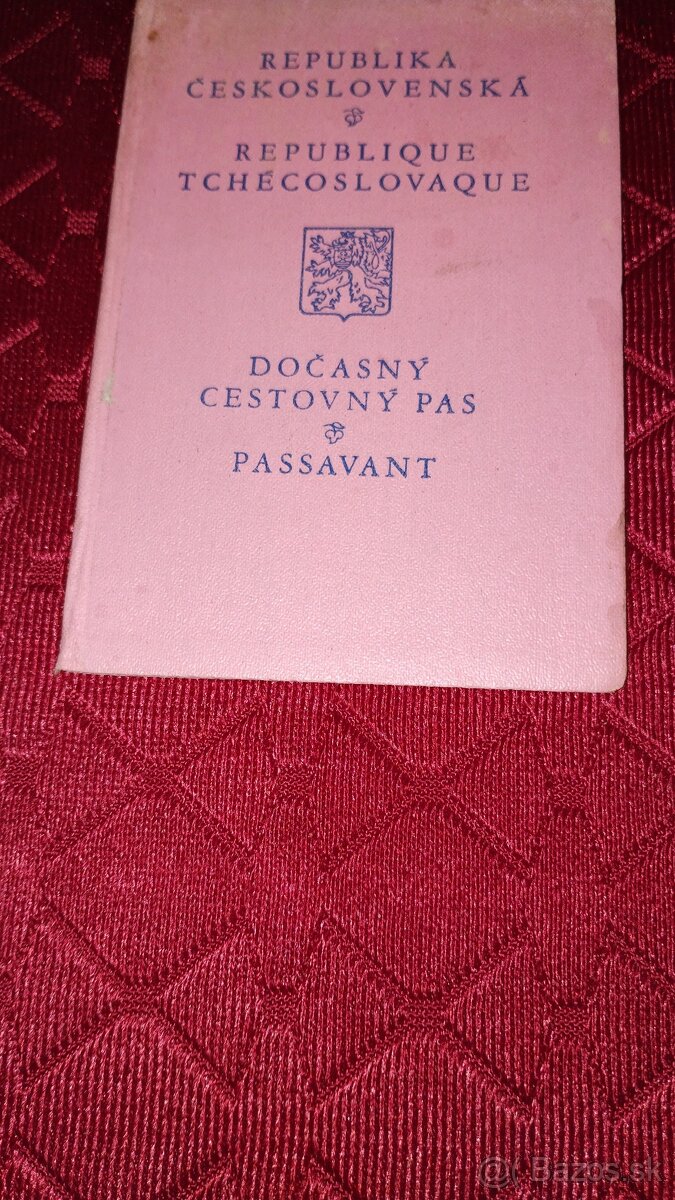 REPUBLIKA
ČESKOSLOVENSKÁ
REPUBLIQUE
TCHÉCOSLOVAQUE
DOČASNÝ
CESTOVNÝ PAS
PASSAVANT
Bazos.sk